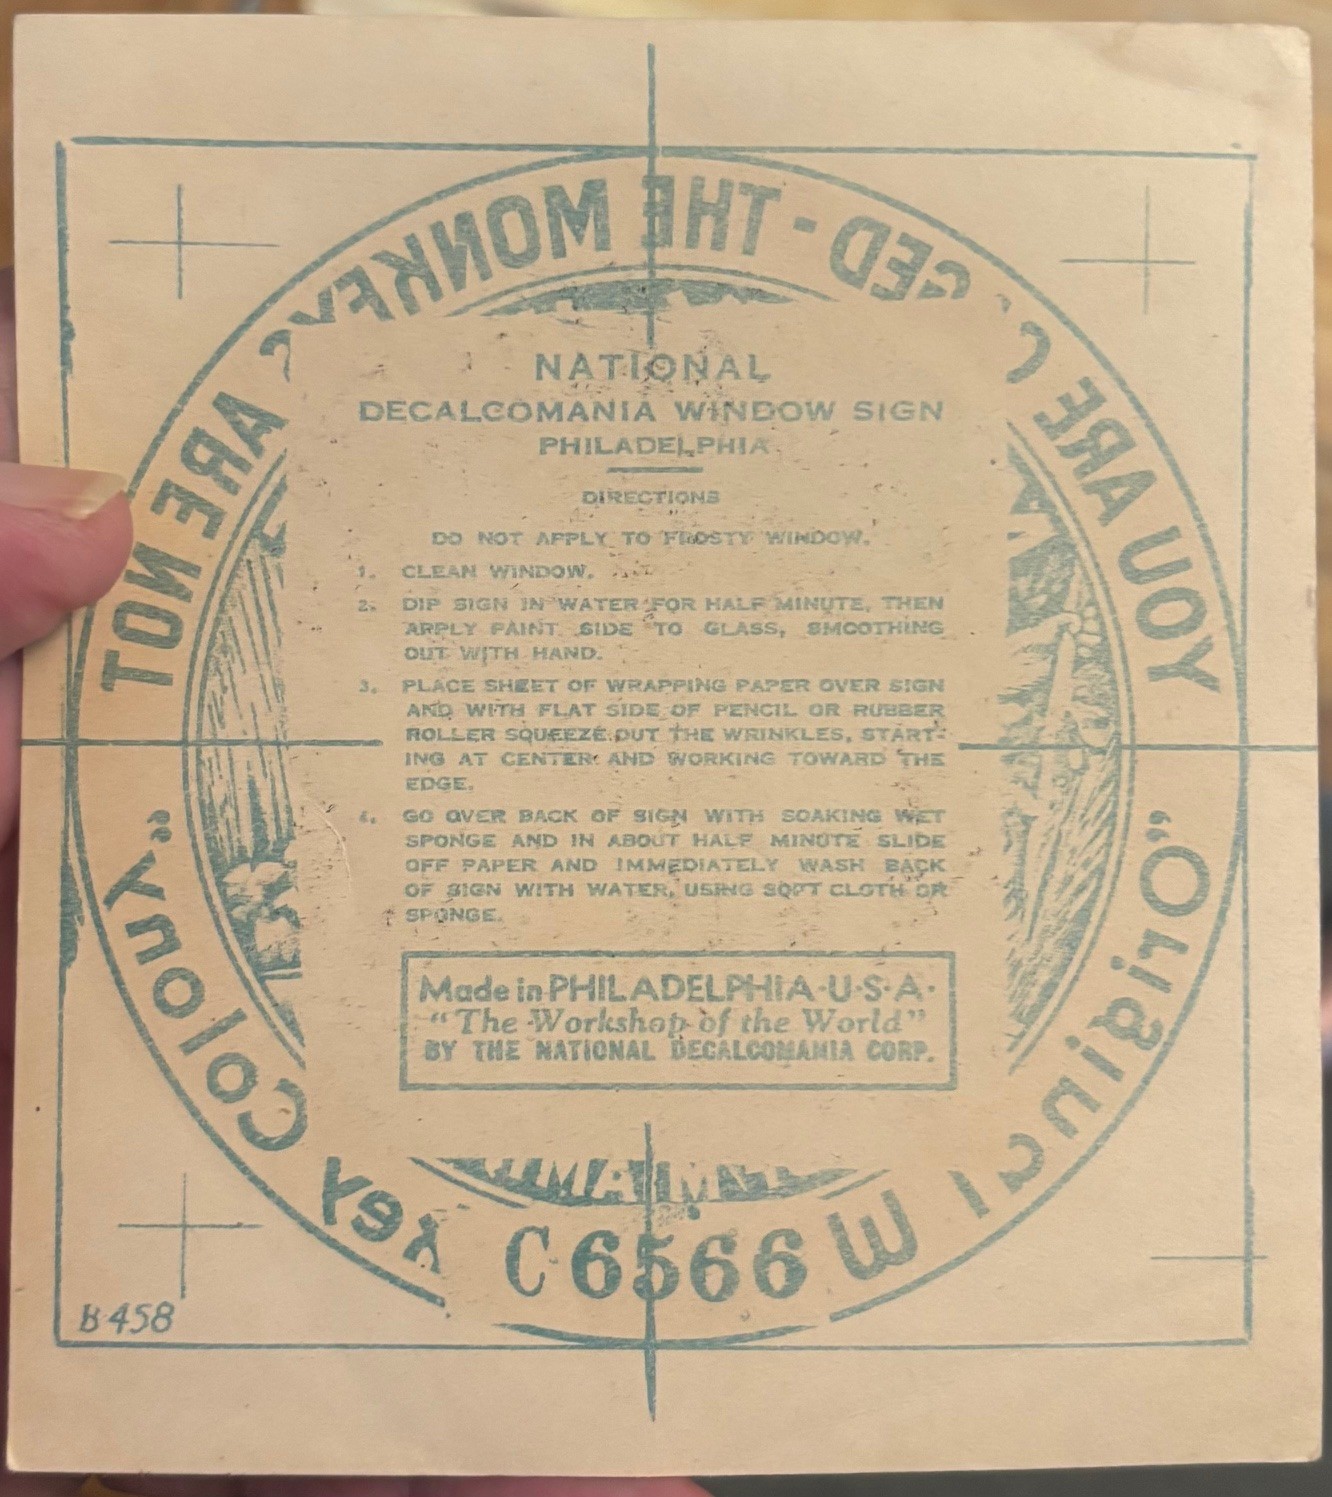 YOU ARE CAGED - THE MONKEYS ARE NOT
NATIONAL
DECALCOMANIA WINDOW SIGN
PHILADELPHIA
DIRECTIONS
DO NOT APPLY TO FROSTY WINDOW.
1. CLEAN WINDOW.
2. DIP SIGN IN WATER FOR HALF MINUTE, THEN
APPLY PAINT SIDE TO GLASS, SMOOTHING
OUT WITH HAND.
3. PLACE SHEET OF WRAPPING PAPER OVER SIGN
AND WITH FLAT SIDE OF PENCIL OR RUBBER
ROLLER SQUEEZE OUT THE WRINKLES, START-
ING AT CENTER AND WORKING TOWARD THE
EDGE.
4. GO OVER BACK OF SIGN WITH SOAKING WET
SPONGE AND IN ABOUT HALF MINUTE SLIDE
OFF PAPER AND IMMEDIATELY WASH BACK
OF SIGN WITH WATER, USING SOFT CLOTH OR
SPONGE.
Made in PHILADELPHIA·U·S·A·
"The Workshop of the World"
BY THE NATIONAL DECALCOMANIA CORP.
"Original M key Colony"
C6566
B-458